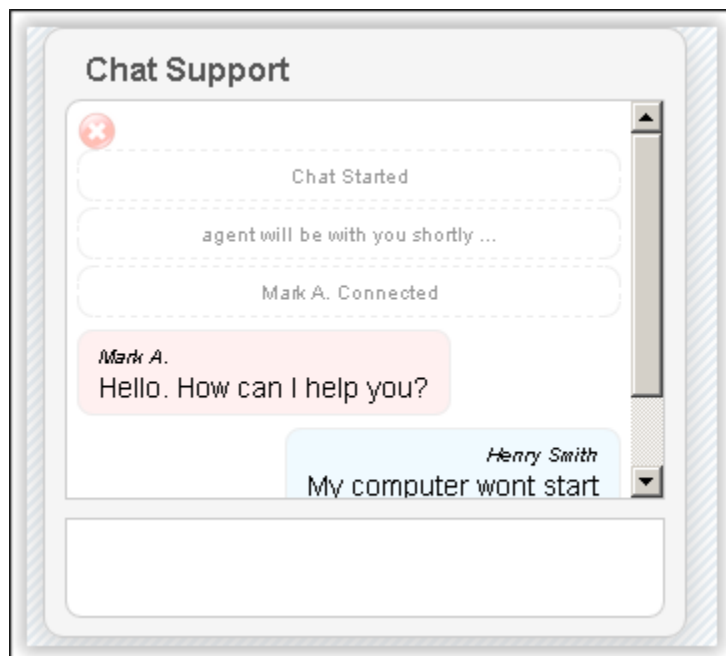 Chat Support
Chat Started
agent will be with you shortly ...
Mark A. Connected
Mark A.
Hello. How can I help you?
Henry Smith
My computer wont start